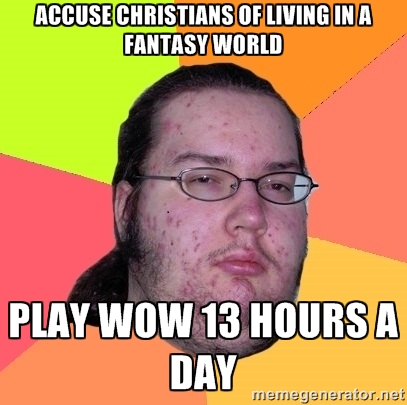 ACCUSE CHRISTIANS OF LIVING IN A
FANTASY WORLD
PLAY WOW 13 HOURS A
DAY
memegenerator.net